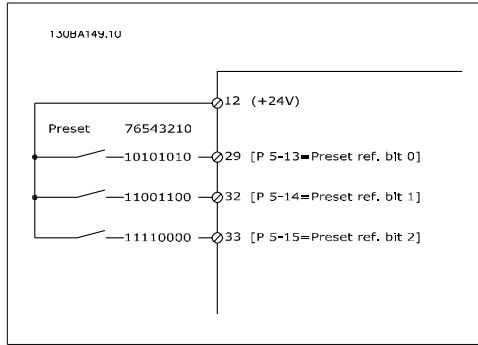 130BA149.10
12 (+24V)
Preset 76543210
10101010 29 [P 5-13=Preset ref. bit 0]
11001100 32 [P 5-14=Preset ref. bit 1]
11110000 33 [P 5-15=Preset ref. bit 2]